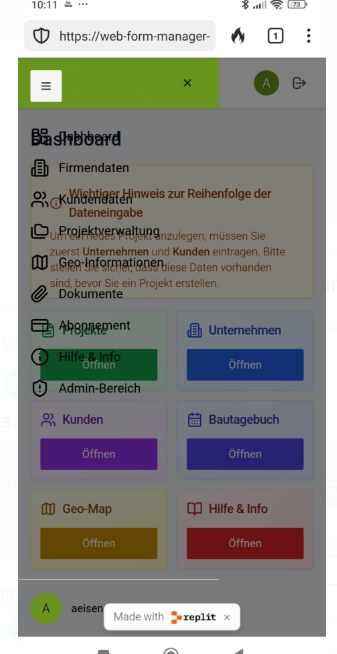 10:11
73
https://web-form-manager-
1
A
Dashboard
Dashboard
Firmendaten
Wichtiger Hinweis zur Reihenfolge der
Dateneingabe
Kundendaten
Projektverwaltung
Um ein neues Projekt anzulegen, müssen Sie
zuerst Unternehmen und Kunden eintragen. Bitte
stellen Sie sicher, dass diese Daten vorhanden
sind, bevor Sie ein Projekt erstellen.
Geo-Informationen
Dokumente
Abonnement
Hilfe & Info
Admin-Bereich
Projekte
Öffnen
Unternehmen
Öffnen
Kunden
Öffnen
Bautagebuch
Öffnen
Geo-Map
Öffnen
Hilfe & Info
Öffnen
A
aeisen
Made with replit